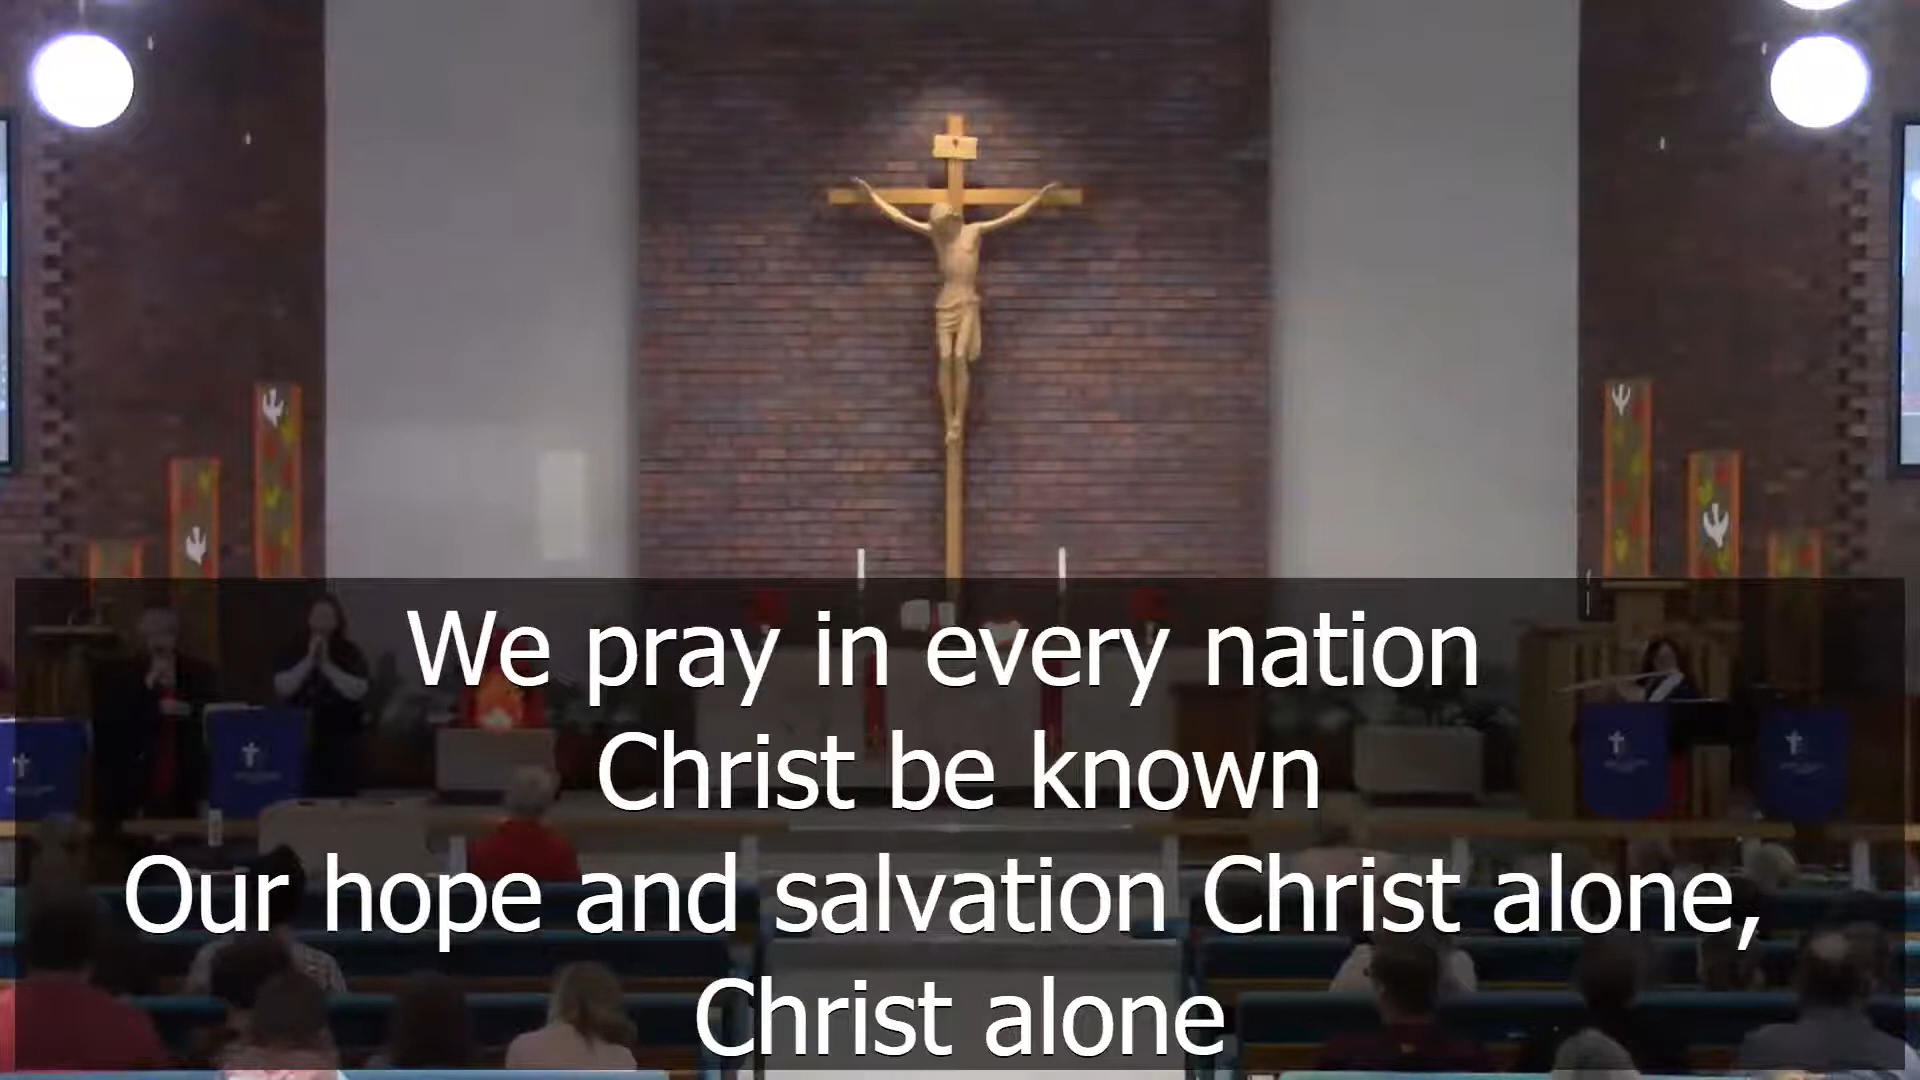 We pray in every nation
Christ be known
Our hope and salvation Christ alone,
Christ alone